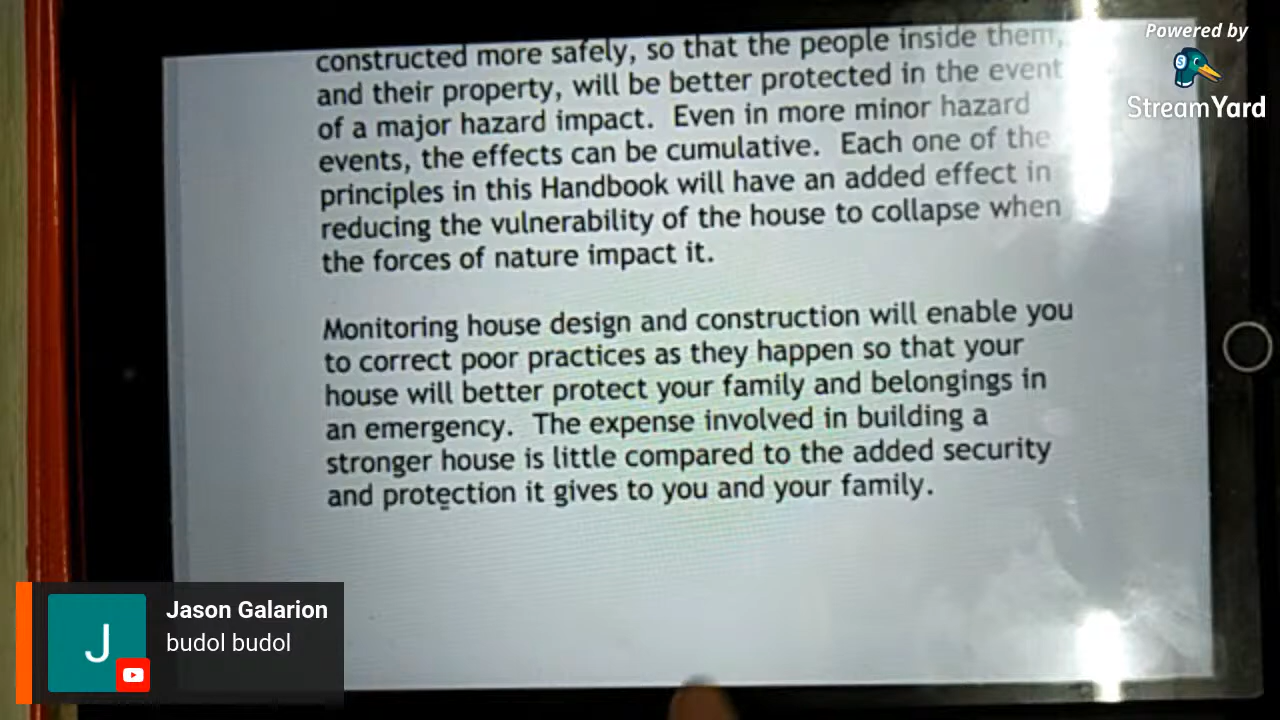 Powered by
StreamYard
constructed more safely, so that the people inside them,
and their property, will be better protected in the event
of a major hazard impact. Even in more minor hazard
events, the effects can be cumulative. Each one of the
principles in this Handbook will have an added effect in
reducing the vulnerability of the house to collapse when
the forces of nature impact it.
Monitoring house design and construction will enable you
to correct poor practices as they happen so that your
house will better protect your family and belongings in
an emergency. The expense involved in building a
stronger house is little compared to the added security
and protection it gives to you and your family.
J
Jason Galarion
budol budol